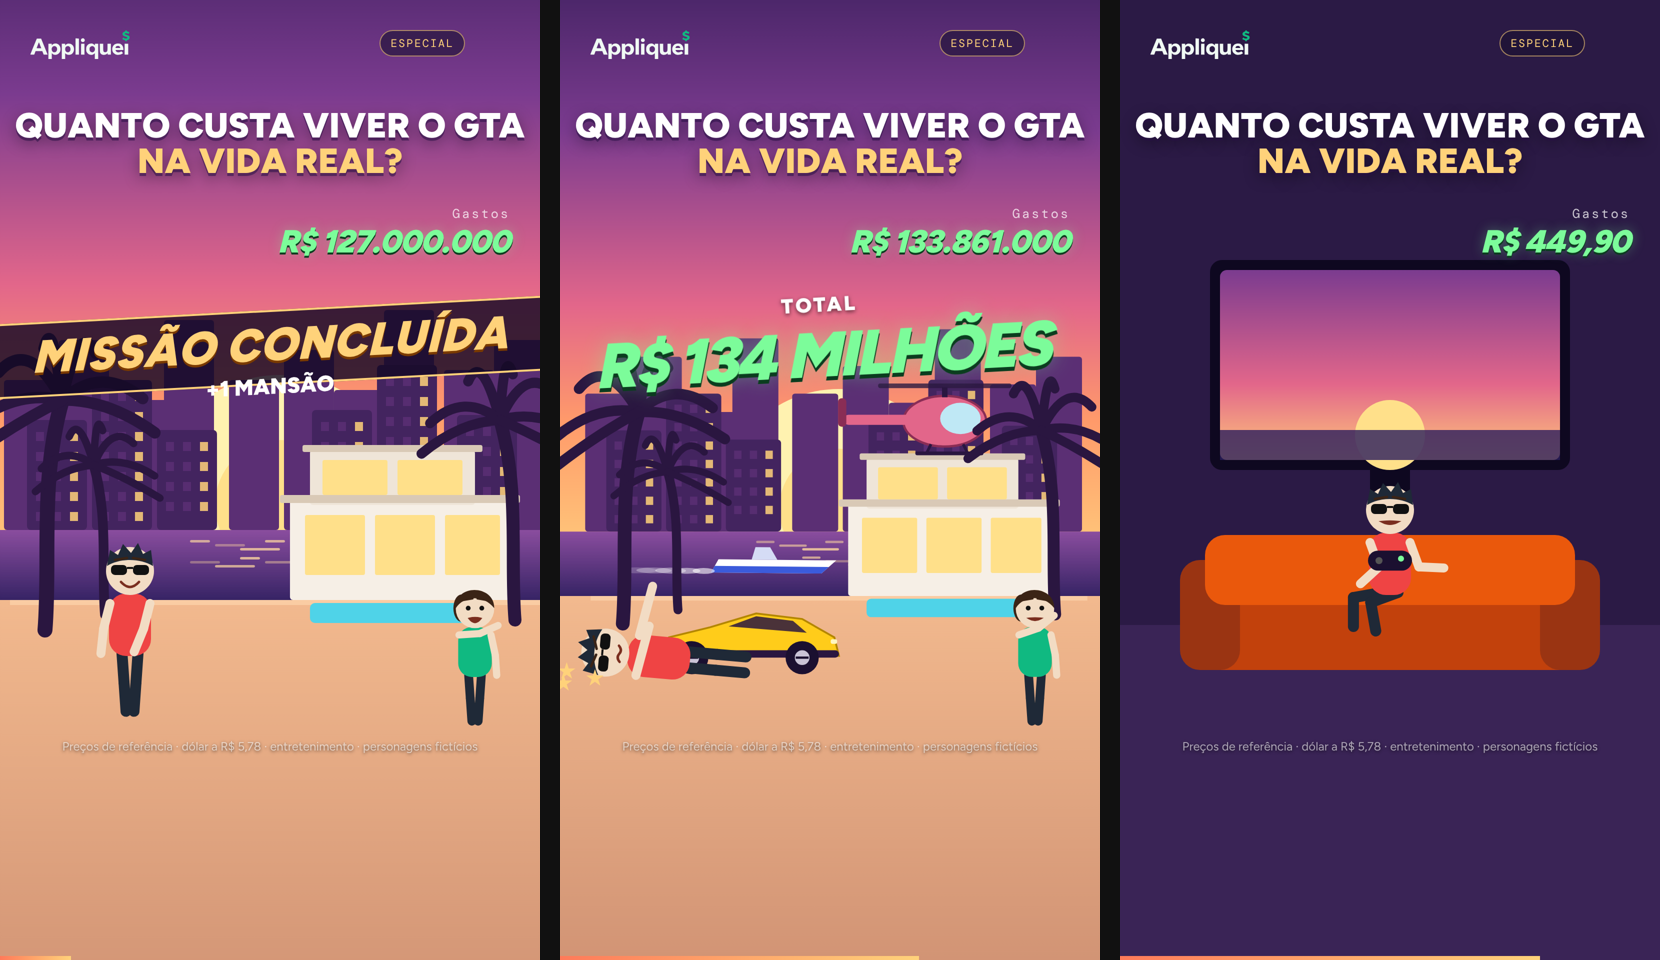 Appliquei$
ESPECIAL
QUANTO CUSTA VIVER O GTA
NA VIDA REAL?
Gastos
R$ 127.000.000
MISSÃO CONCLUÍDA
+1 MANSÃO
Preços de referência · dólar a R$ 5,78 · entretenimento · personagens fictícios
Appliquei$
ESPECIAL
QUANTO CUSTA VIVER O GTA
NA VIDA REAL?
Gastos
R$ 133.861.000
TOTAL
R$ 134 MILHÕES
Preços de referência · dólar a R$ 5,78 · entretenimento · personagens fictícios
Appliquei$
ESPECIAL
QUANTO CUSTA VIVER O GTA
NA VIDA REAL?
Gastos
R$ 449,90
Preços de referência · dólar a R$ 5,78 · entretenimento · personagens fictícios